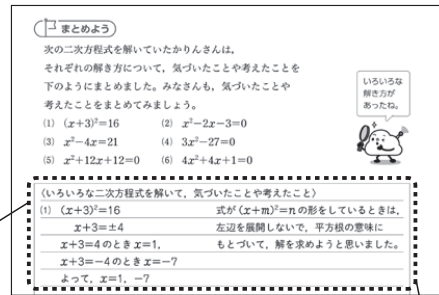 まとめよう
次の二次方程式を解いていたかりんさんは,
それぞれの解き方について, 気づいたことや考えたことを
下のようにまとめました。みなさんも, 気づいたことや
考えたことをまとめてみましょう。
いろいろな
解き方が
あったね。
(1) (x+3)²=16 (2) x²−2x−3=0
(3) x²−4x=21 (4) 3x²−27=0
(5) x²+12x+12=0 (6) 4x²+4x+1=0
〈いろいろな二次方程式を解いて, 気づいたことや考えたこと〉
(1) (x+3)²=16
x+3=±4
x+3=4のとき x=1,
x+3=−4のとき x=−7
よって, x=1, −7
式が(x+m)²=nの形をしているときは,
左辺を展開しないで, 平方根の意味に
もとづいて, 解を求めようと思いました。